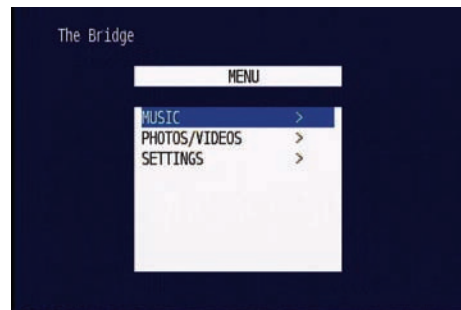 The Bridge
MENU
MUSIC >
PHOTOS/VIDEOS >
SETTINGS >